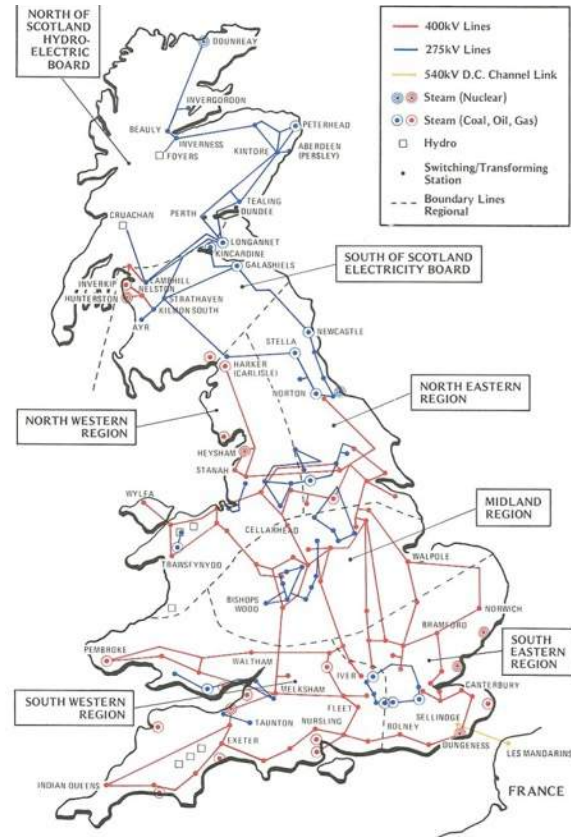 NORTH OF
SCOTLAND
HYDRO-
ELECTRIC
BOARD
DOUNREAY
INVERGORDON
BEAULY
INVERNESS
FOYERS
PETERHEAD
KINTORE
ABERDEEN
(PERSLEY)
TEALING
DUNDEE
PERTH
CRUACHAN
LONGANNET
KINCARDINE
GALASHIELS
LAMBHILL
INVERKIP
NEILSTON
HUNTERSTON
STRATHAVEN
KILMON SOUTH
AYR
400kV Lines
275kV Lines
540kV D.C. Channel Link
Steam (Nuclear)
Steam (Coal, Oil, Gas)
Hydro
Switching/Transforming
Station
Boundary Lines
Regional
SOUTH OF SCOTLAND
ELECTRICITY BOARD
NEWCASTLE
STELLA
HARKER
(CARLISLE)
NORTON
NORTH EASTERN
REGION
NORTH WESTERN
REGION
HEYSHAM
STANAH
WYLFA
CELLARHEAD
MIDLAND
REGION
TRAWSFYNYDD
WALPOLE
BISHOPS
WOOD
NORWICH
BRAMFORD
PEMBROKE
WALTHAM
IVER
SOUTH
EASTERN
REGION
SOUTH WESTERN
REGION
MELKSHAM
CANTERBURY
TAUNTON
FLEET
NURSLING
BOLNEY
SELLINDGE
EXETER
DUNGENESS
LES MANDARINS
INDIAN QUEENS
FRANCE